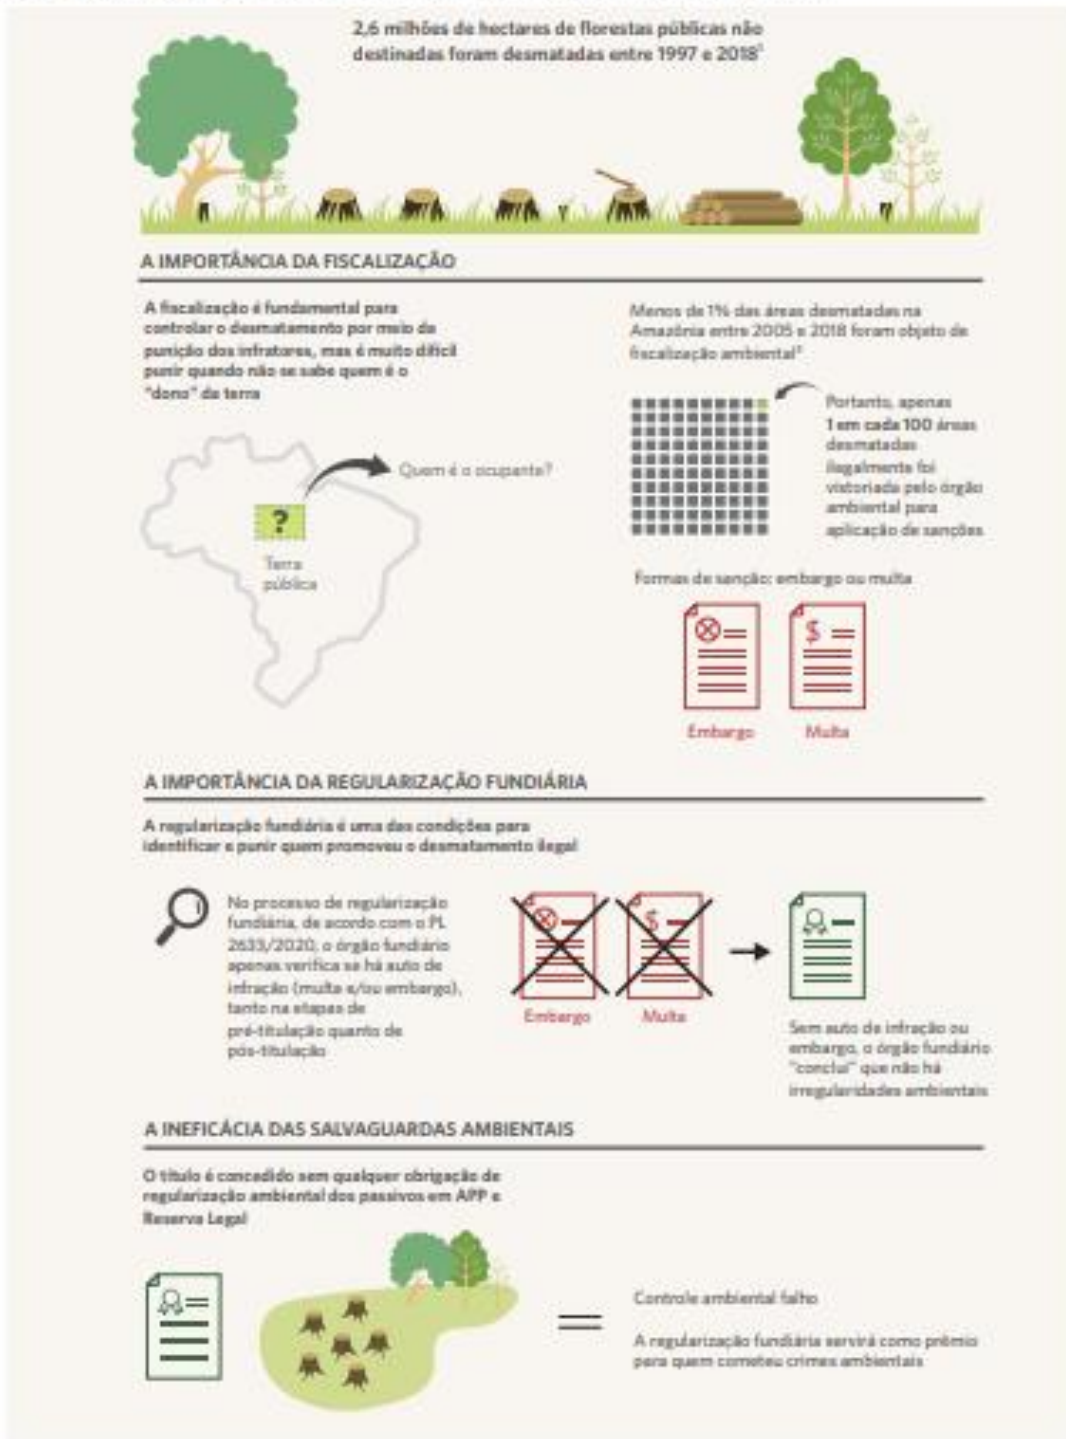 2,6 milhões de hectares de florestas públicas não
destinadas foram desmatadas entre 1997 e 2018¹
A IMPORTÂNCIA DA FISCALIZAÇÃO
A fiscalização é fundamental para
controlar o desmatamento por meio da
punição dos infratores, mas é muito difícil
punir quando não se sabe quem é o
"dono" da terra
Quem é o ocupante?
?
Terra
pública
Menos de 1% das áreas desmatadas na
Amazônia entre 2005 e 2018 foram objeto de
fiscalização ambiental²
Portanto, apenas
1 em cada 100 áreas
desmatadas
ilegalmente foi
vistoriada pelo órgão
ambiental para
aplicação de sanções
Formas de sanção: embargo ou multa
$
Embargo
Multa
A IMPORTÂNCIA DA REGULARIZAÇÃO FUNDIÁRIA
A regularização fundiária é uma das condições para
identificar e punir quem promoveu o desmatamento ilegal
No processo de regularização
fundiária, de acordo com o PL
2633/2020, o órgão fundiário
apenas verifica se há auto de
infração (multa e/ou embargo),
tanto na etapas de
pré-titulação quanto de
pós-titulação
$
Embargo
Multa
Sem auto de infração ou
embargo, o órgão fundiário
"conclui" que não há
irregularidades ambientais
A INEFICÁCIA DAS SALVAGUARDAS AMBIENTAIS
O título é concedido sem qualquer obrigação de
regularização ambiental dos passivos em APP e
Reserva Legal
Controle ambiental falho
A regularização fundiária servirá como prêmio
para quem cometeu crimes ambientais